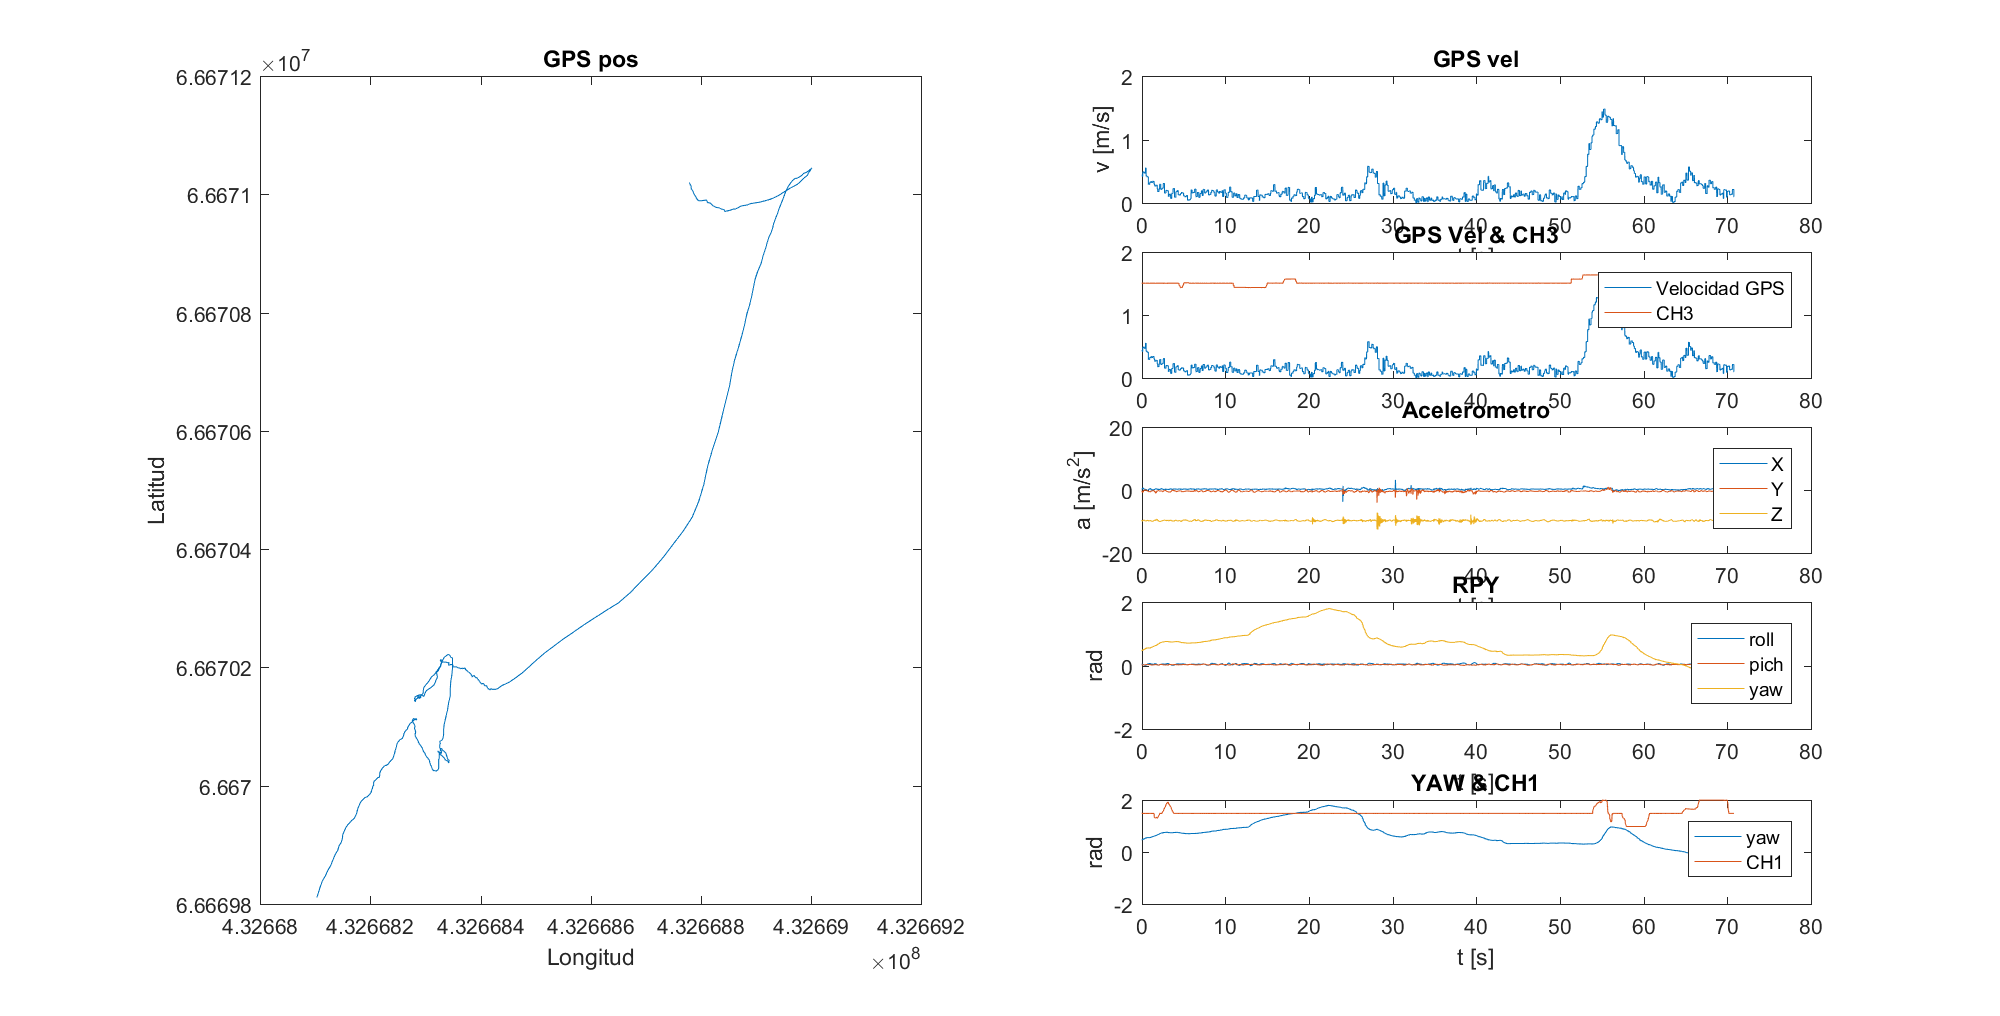 GPS pos
×10^7
6.66712
6.6671
6.66708
6.66706
6.66704
6.66702
6.667
6.66698
Latitud
4.32668 4.326682 4.326684 4.326686 4.326688 4.32669 4.326692
Longitud
×10^8
GPS vel
2
1
0
v [m/s]
0 10 20 30 40 50 60 70 80
GPS Vel & CH3
2
1
0
Velocidad GPS
CH3
0 10 20 30 40 50 60 70 80
Acelerometro
20
0
-20
a [m/s^2]
X
Y
Z
0 10 20 30 40 50 60 70 80
RPY
2
0
-2
rad
roll
pich
yaw
0 10 20 30 40 50 60 70 80
t [s]
YAW & CH1
2
0
-2
rad
yaw
CH1
0 10 20 30 40 50 60 70 80
t [s]